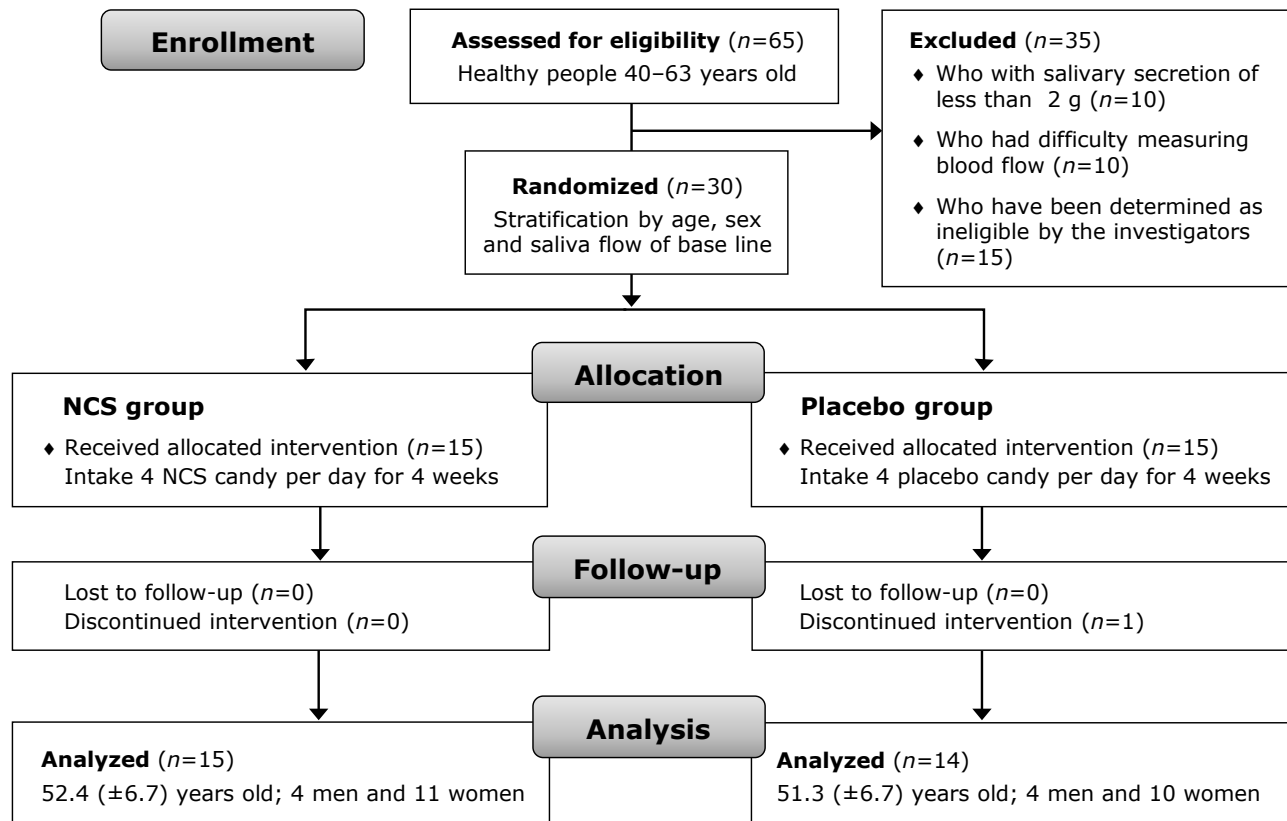 Enrollment
Assessed for eligibility (n=65)
Healthy people 40–63 years old
Excluded (n=35)
♦ Who with salivary secretion of
less than 2 g (n=10)
♦ Who had difficulty measuring
blood flow (n=10)
♦ Who have been determined as
ineligible by the investigators
(n=15)
Randomized (n=30)
Stratification by age, sex
and saliva flow of base line
Allocation
NCS group
♦ Received allocated intervention (n=15)
Intake 4 NCS candy per day for 4 weeks
Placebo group
♦ Received allocated intervention (n=15)
Intake 4 placebo candy per day for 4 weeks
Follow-up
Lost to follow-up (n=0)
Discontinued intervention (n=0)
Lost to follow-up (n=0)
Discontinued intervention (n=1)
Analysis
Analyzed (n=15)
52.4 (±6.7) years old; 4 men and 11 women
Analyzed (n=14)
51.3 (±6.7) years old; 4 men and 10 women